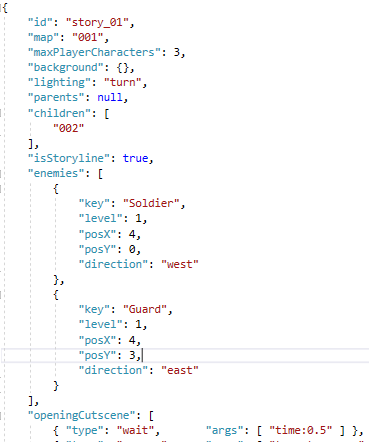 {
"id": "story_01",
"map": "001",
"maxPlayerCharacters": 3,
"background": {},
"lighting": "turn",
"parents": null,
"children": [
"002"
],
"isStoryline": true,
"enemies": [
{
"key": "Soldier",
"level": 1,
"posX": 4,
"posY": 0,
"direction": "west"
},
{
"key": "Guard",
"level": 1,
"posX": 4,
"posY": 3,
"direction": "east"
}
],
"openingCutscene": [
{ "type": "wait", "args": [ "time:0.5" ] },